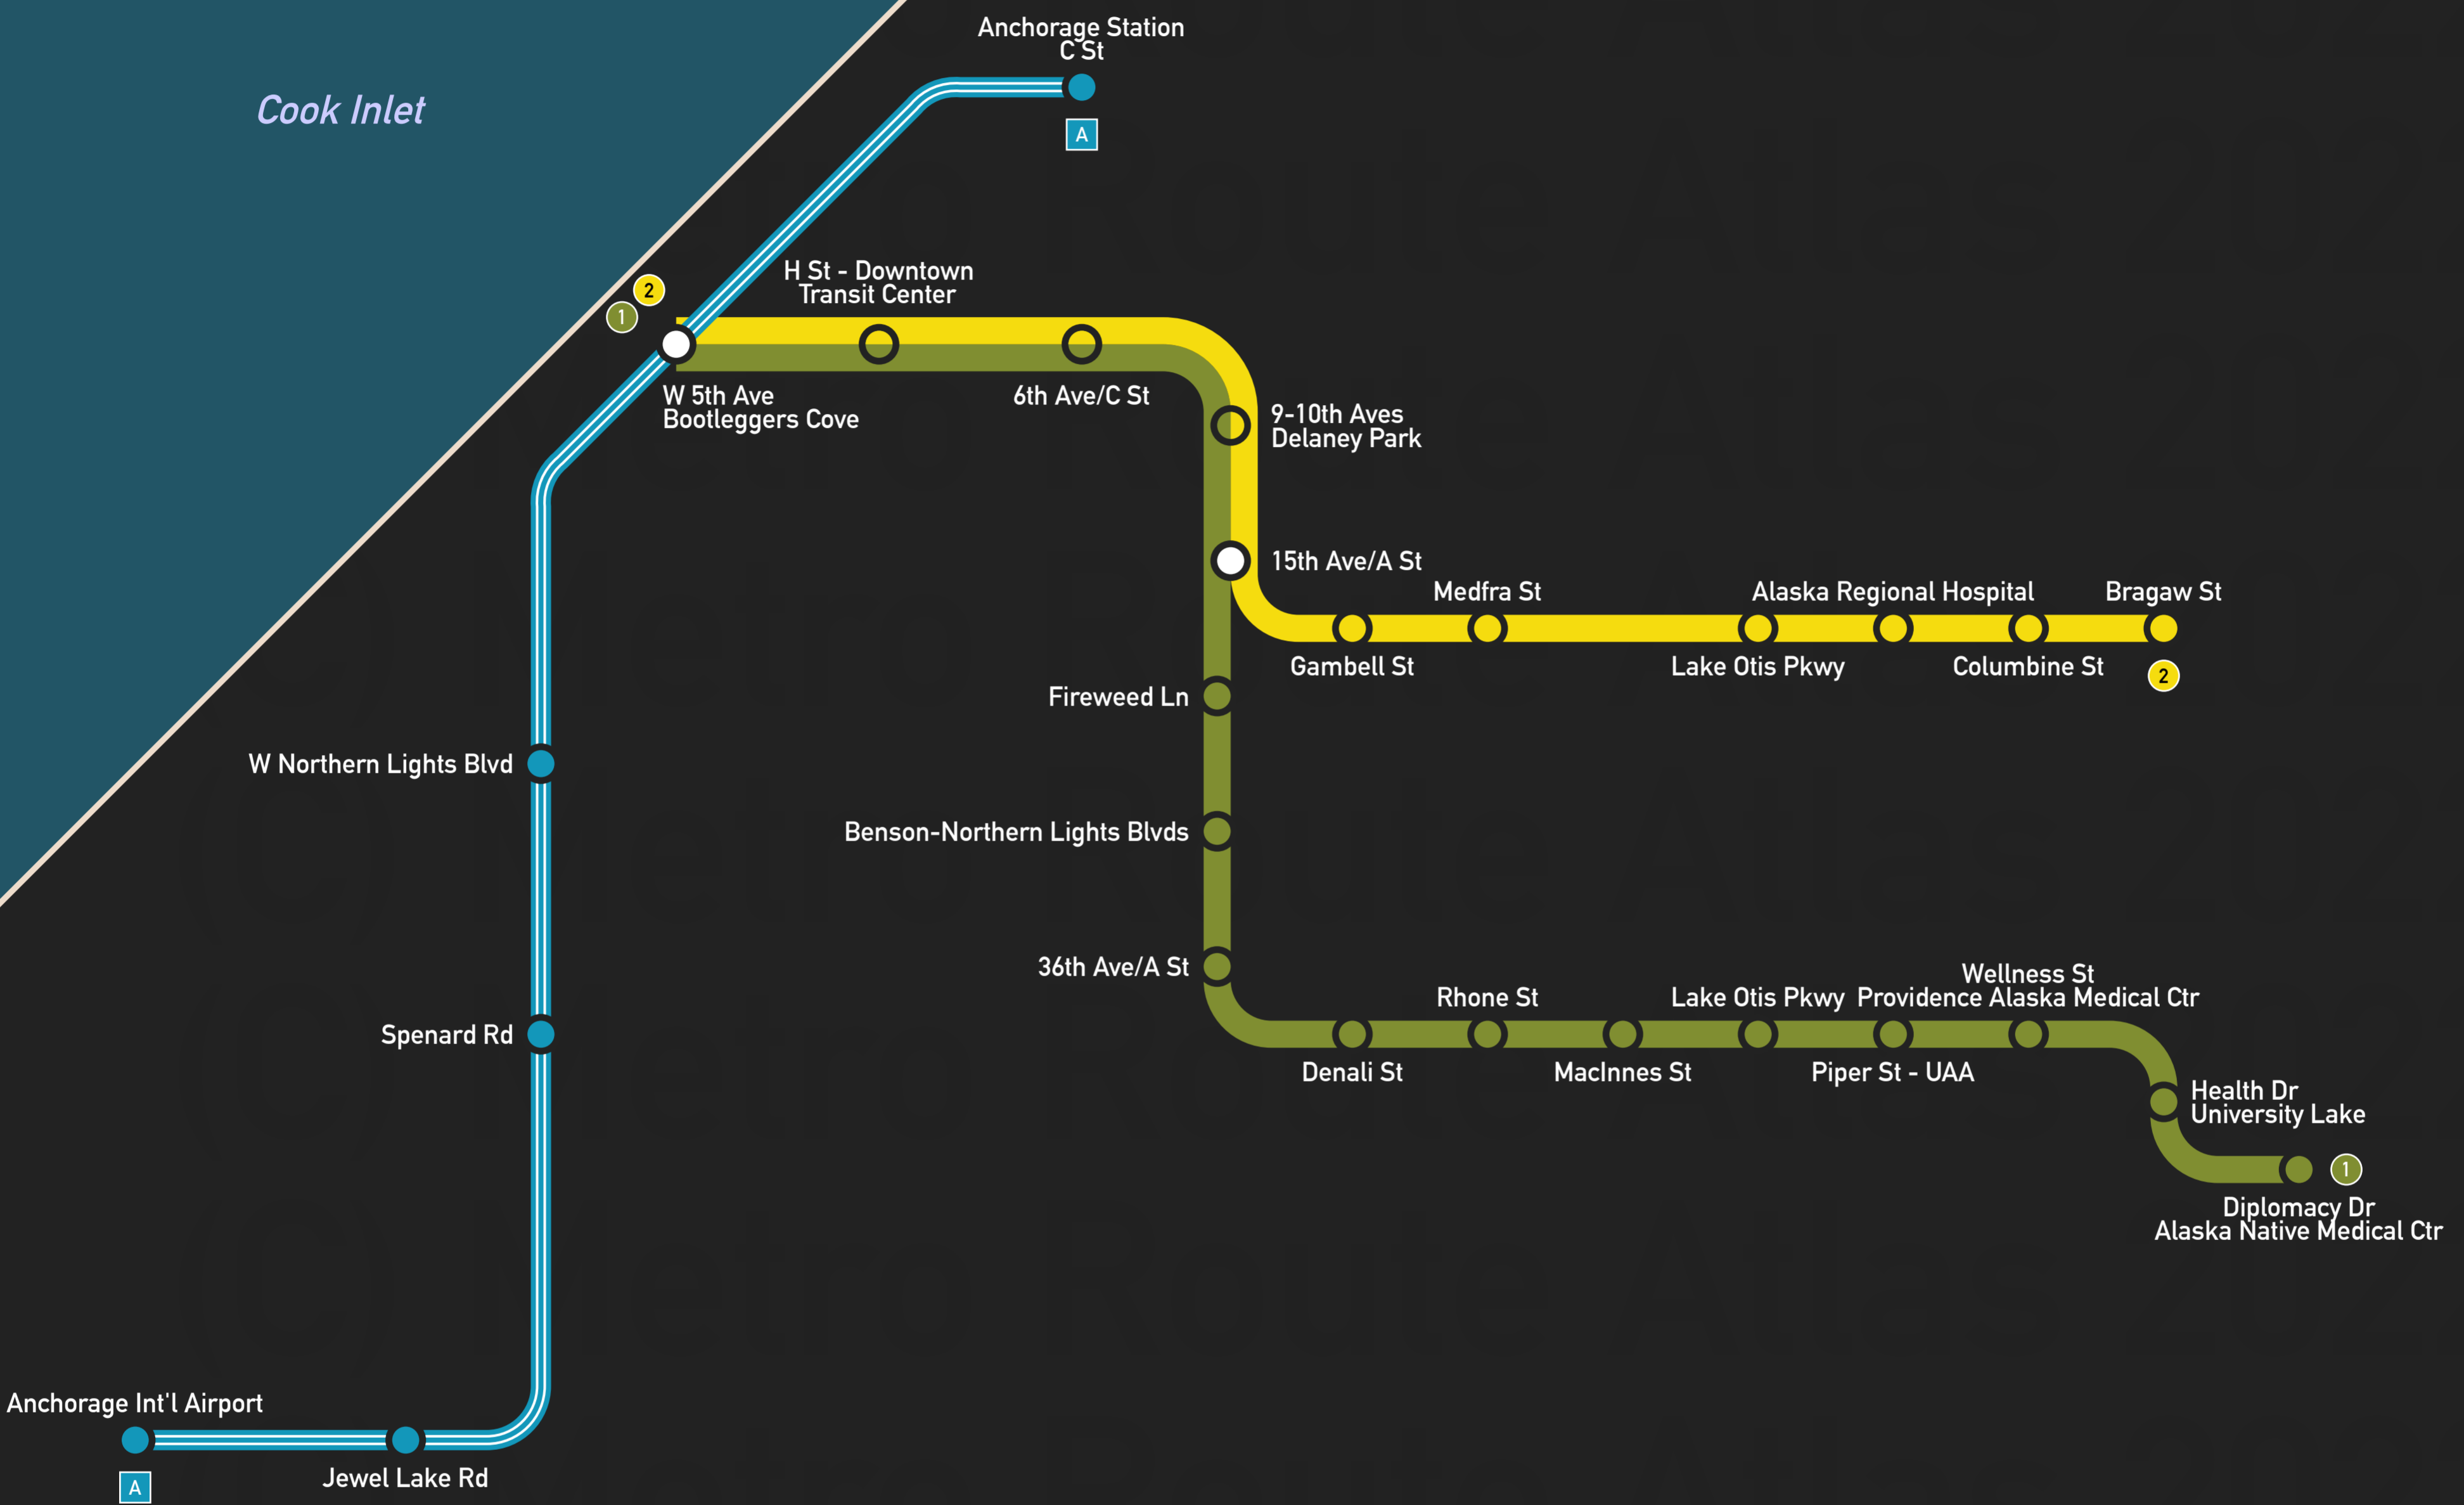 Anchorage Station
C St
A
Cook Inlet
2
1
H St - Downtown
Transit Center
W 5th Ave
Bootleggers Cove
6th Ave/C St
9-10th Aves
Delaney Park
15th Ave/A St
Medfra St
Alaska Regional Hospital
Bragaw St
Gambell St
Lake Otis Pkwy
Columbine St
2
Fireweed Ln
W Northern Lights Blvd
Benson-Northern Lights Blvds
36th Ave/A St
Spenard Rd
Rhone St
Lake Otis Pkwy
Wellness St
Providence Alaska Medical Ctr
Denali St
MacInnes St
Piper St - UAA
Health Dr
University Lake
1
Diplomacy Dr
Alaska Native Medical Ctr
Anchorage Int'l Airport
A
Jewel Lake Rd